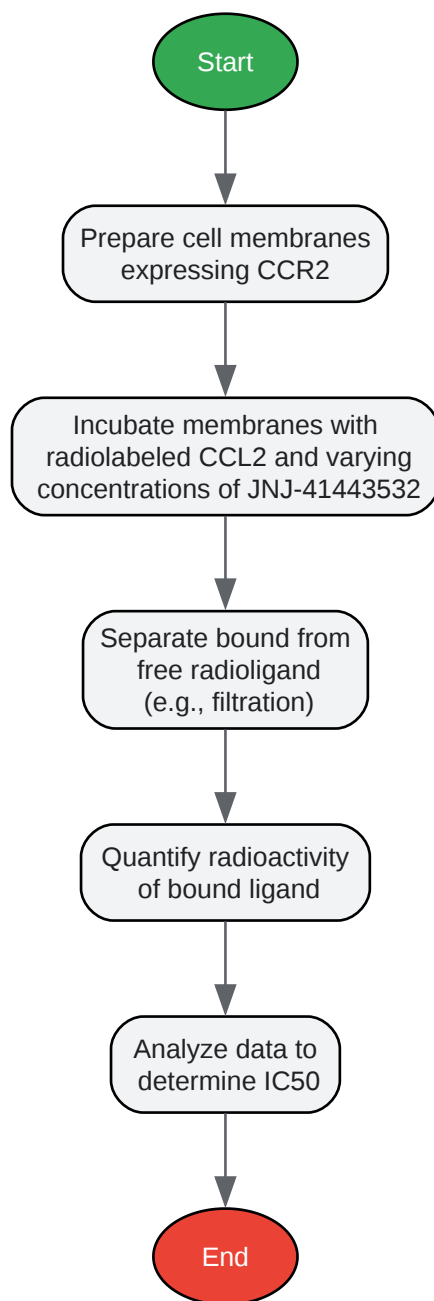 Start
Prepare cell membranes
expressing CCR2
Incubate membranes with
radiolabeled CCL2 and varying
concentrations of JNJ-41443532
Separate bound from
free radioligand
(e.g., filtration)
Quantify radioactivity
of bound ligand
Analyze data to
determine IC50
End